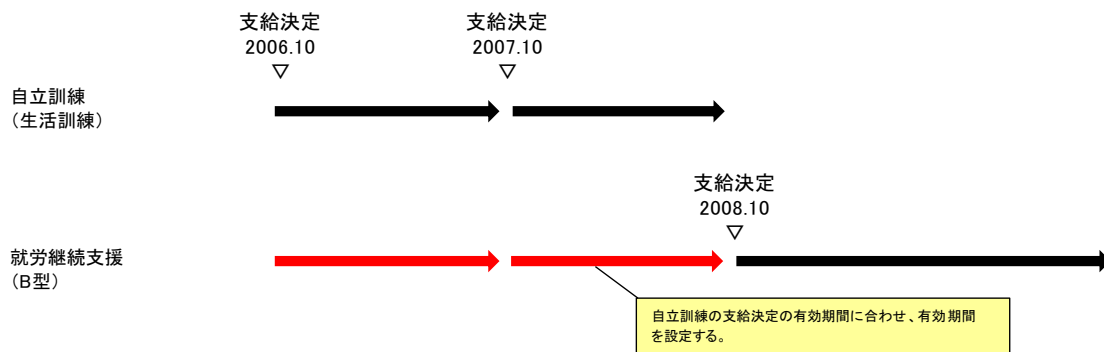 支給決定
2006.10
▽
支給決定
2007.10
▽
自立訓練
（生活訓練）
支給決定
2008.10
▽
就労継続支援
（B型）
自立訓練の支給決定の有効期間に合わせ、有効期間
を設定する。